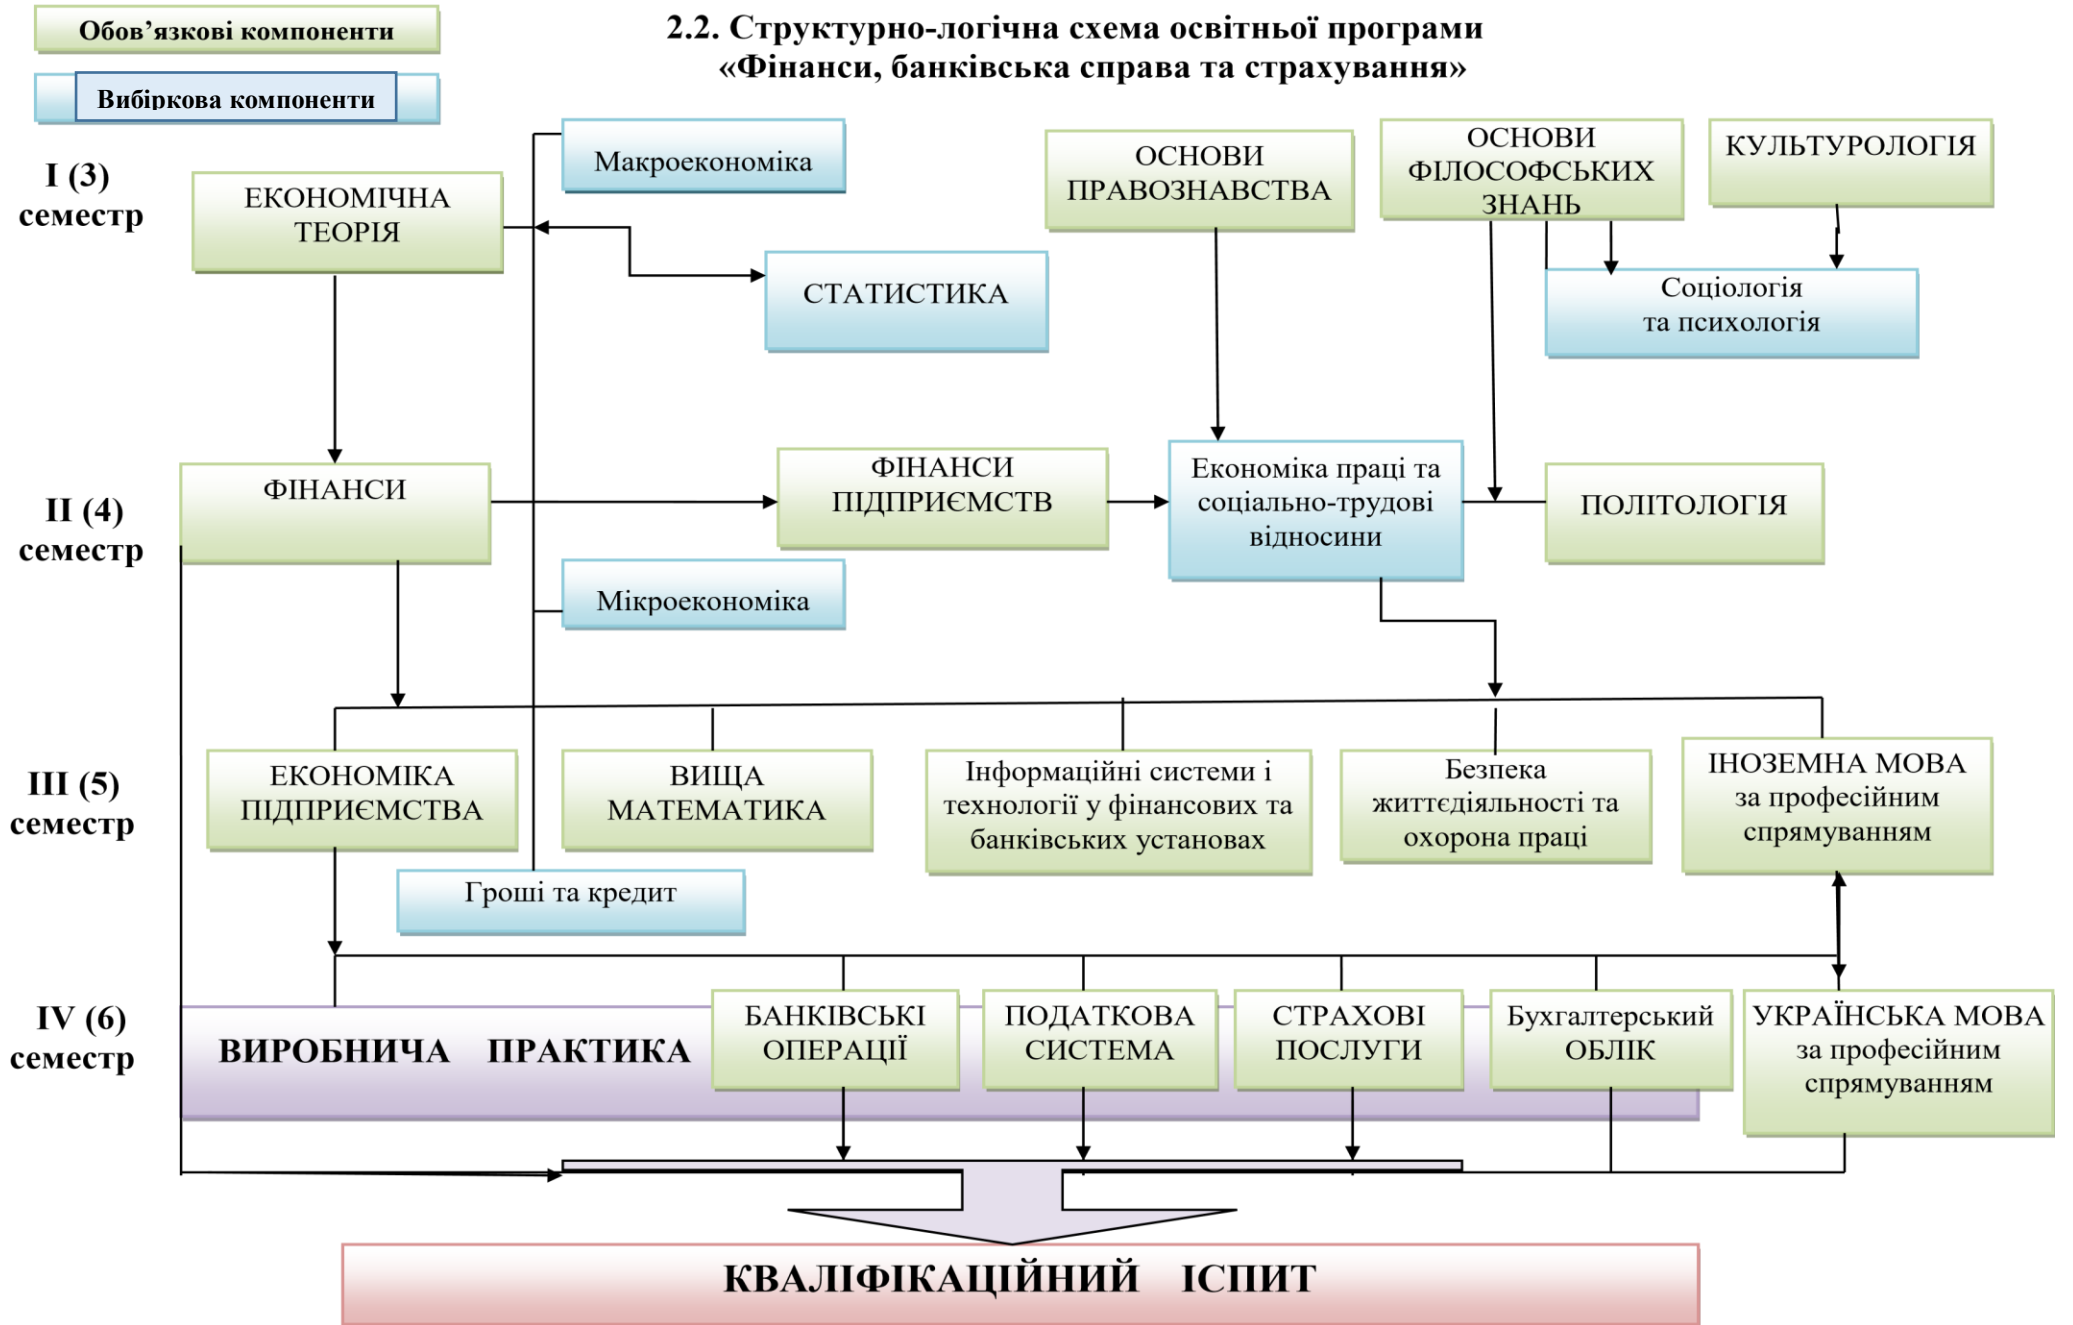 2.2. Структурно-логічна схема освітньої програми
«Фінанси, банківська справа та страхування»
Обов’язкові компоненти
Вибіркова компоненти
I (3)
семестр
ЕКОНОМІЧНА
ТЕОРІЯ
Макроекономіка
СТАТИСТИКА
ОСНОВИ
ПРАВОЗНАВСТВА
ОСНОВИ
ФІЛОСОФСЬКИХ
ЗНАНЬ
КУЛЬТУРОЛОГІЯ
Соціологія
та психологія
II (4)
семестр
ФІНАНСИ
ФІНАНСИ
ПІДПРИЄМСТВ
Економіка праці та
соціально-трудові
відносини
ПОЛІТОЛОГІЯ
Мікроекономіка
III (5)
семестр
ЕКОНОМІКА
ПІДПРИЄМСТВА
ВИЩА
МАТЕМАТИКА
Інформаційні системи і
технології у фінансових та
банківських установах
Безпека
життєдіяльності та
охорона праці
ІНОЗЕМНА МОВА
за професійним
спрямуванням
Гроші та кредит
IV (6)
семестр
ВИРОБНИЧА ПРАКТИКА
БАНКІВСЬКІ
ОПЕРАЦІЇ
ПОДАТКОВА
СИСТЕМА
СТРАХОВІ
ПОСЛУГИ
Бухгалтерський
ОБЛІК
УКРАЇНСЬКА МОВА
за професійним
спрямуванням
КВАЛІФІКАЦІЙНИЙ ІСПИТ